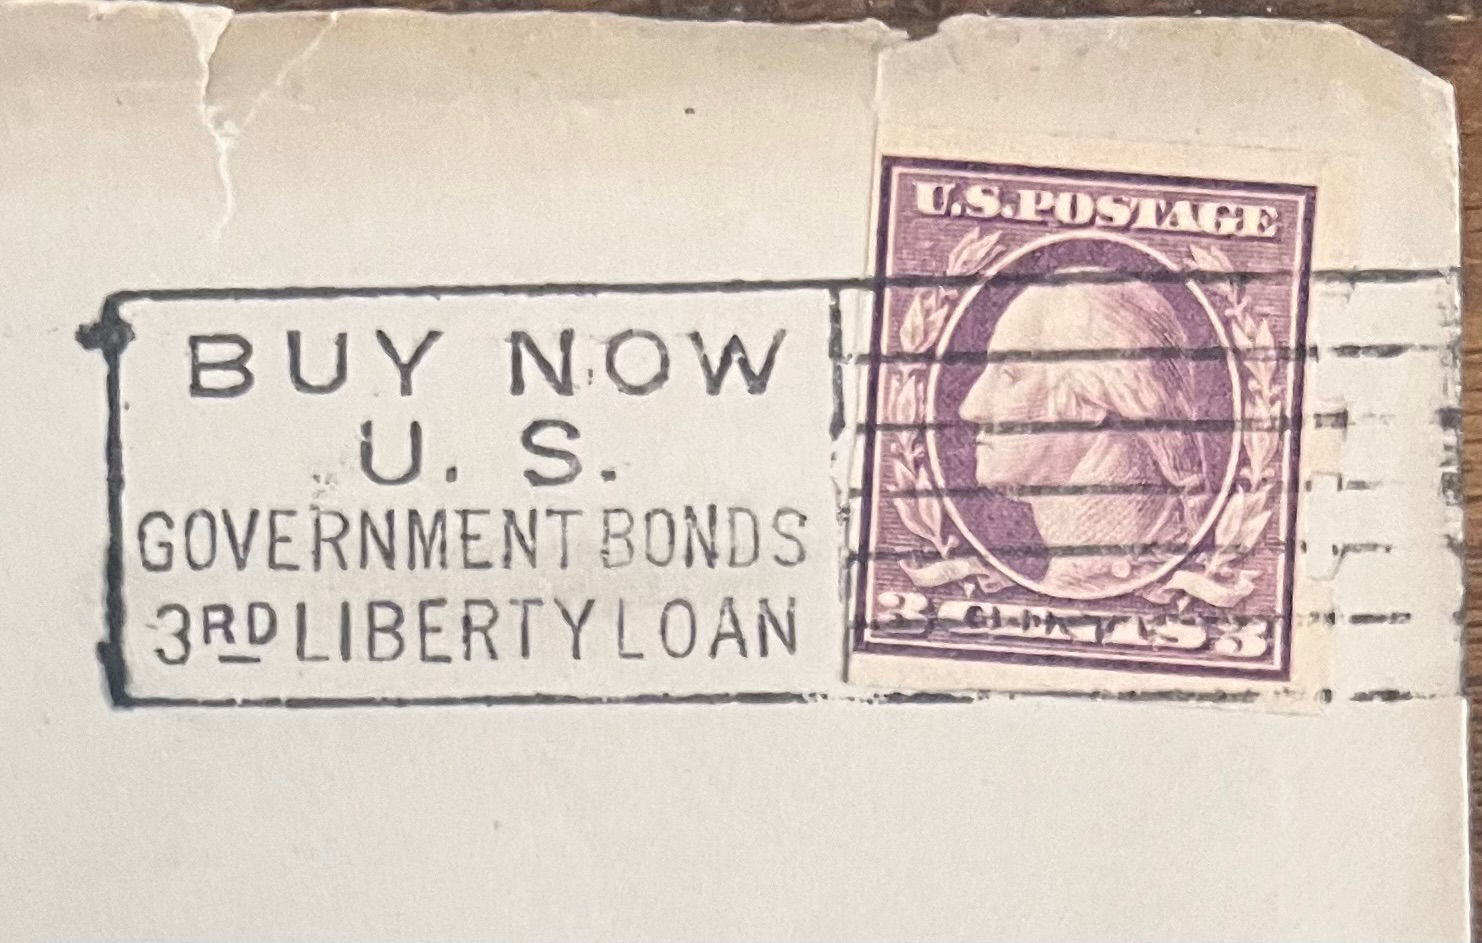 BUY NOW
U. S.
GOVERNMENT BONDS
3RD LIBERTY LOAN
U.S.POSTAGE
3 CENTS 3